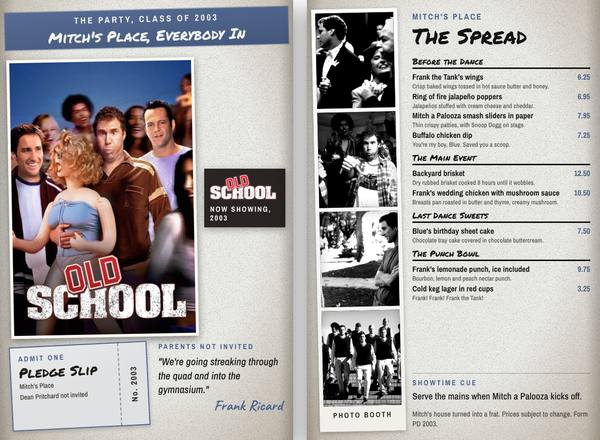 THE PARTY, CLASS OF 2003
Mitch's Place, Everybody In
OLD
SCHOOL
OLD
SCHOOL
NOW SHOWING,
2003
ADMIT ONE
Pledge Slip
Mitch's Place
Dean Pritchard not invited
No. 2003
PARENTS NOT INVITED
"We're going streaking through
the quad and into the
gymnasium."
Frank Ricard
PHOTO BOOTH
MITCH'S PLACE
The Spread
Before the Dance
Frank the Tank's wings 6.25
Crisp baked wings tossed in hot sauce butter and honey.
Ring of fire jalapeño poppers 6.95
Jalapeños stuffed with cream cheese and cheddar.
Mitch a Palooza smash sliders in paper 7.95
Thin crispy patties, with Snoop Dogg on stage.
Buffalo chicken dip 7.25
You're my boy, Blue. Saved you a scoop.
The Main Event
Backyard brisket 12.50
Dry rubbed brisket cooked 8 hours until it wobbles.
Frank's wedding chicken with mushroom sauce 10.50
Breasts pan roasted in butter and thyme, creamy mushroom.
Last Dance Sweets
Blue's birthday sheet cake 7.50
Chocolate tray cake covered in chocolate buttercream.
The Punch Bowl
Frank's lemonade punch, ice included 9.75
Bourbon, lemon and peach nectar punch.
Cold keg lager in red cups 3.25
Frank! Frank! Frank the Tank!
SHOWTIME CUE
Serve the mains when Mitch a Palooza kicks off.
Mitch's house turned into a frat. Prices subject to change. Form
PD 2003.